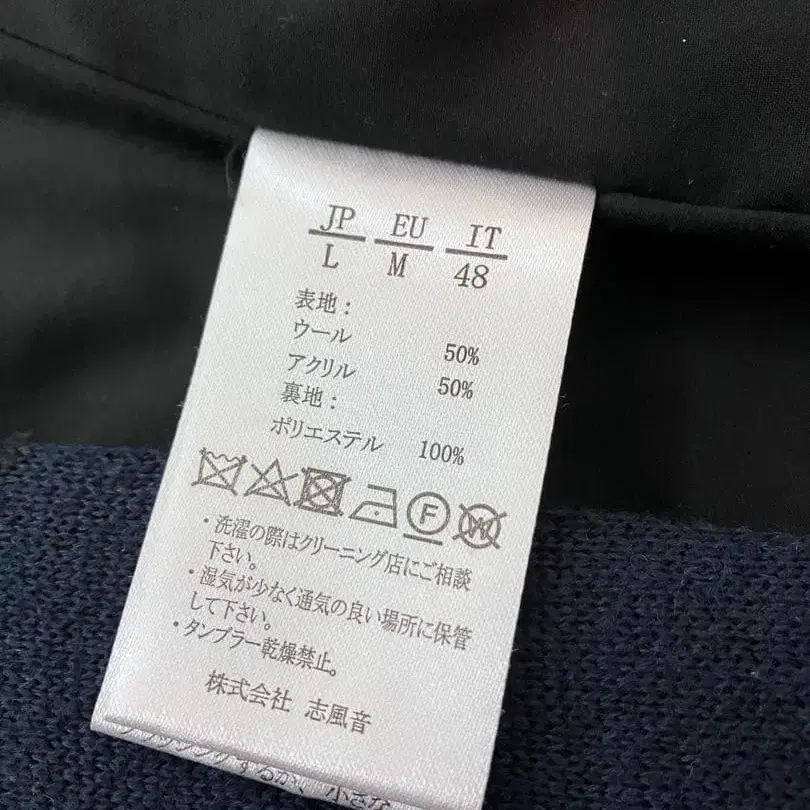 JP EU IT
L M 48
表地：
ウール 50%
アクリル 50%
裏地：
ポリエステル 100%
F W
・洗濯の際はクリーニング店にご相談
下さい。
・湿気が少なく通気の良い場所に保管
して下さい。
・タンブラー乾燥禁止。
株式会社 志風音